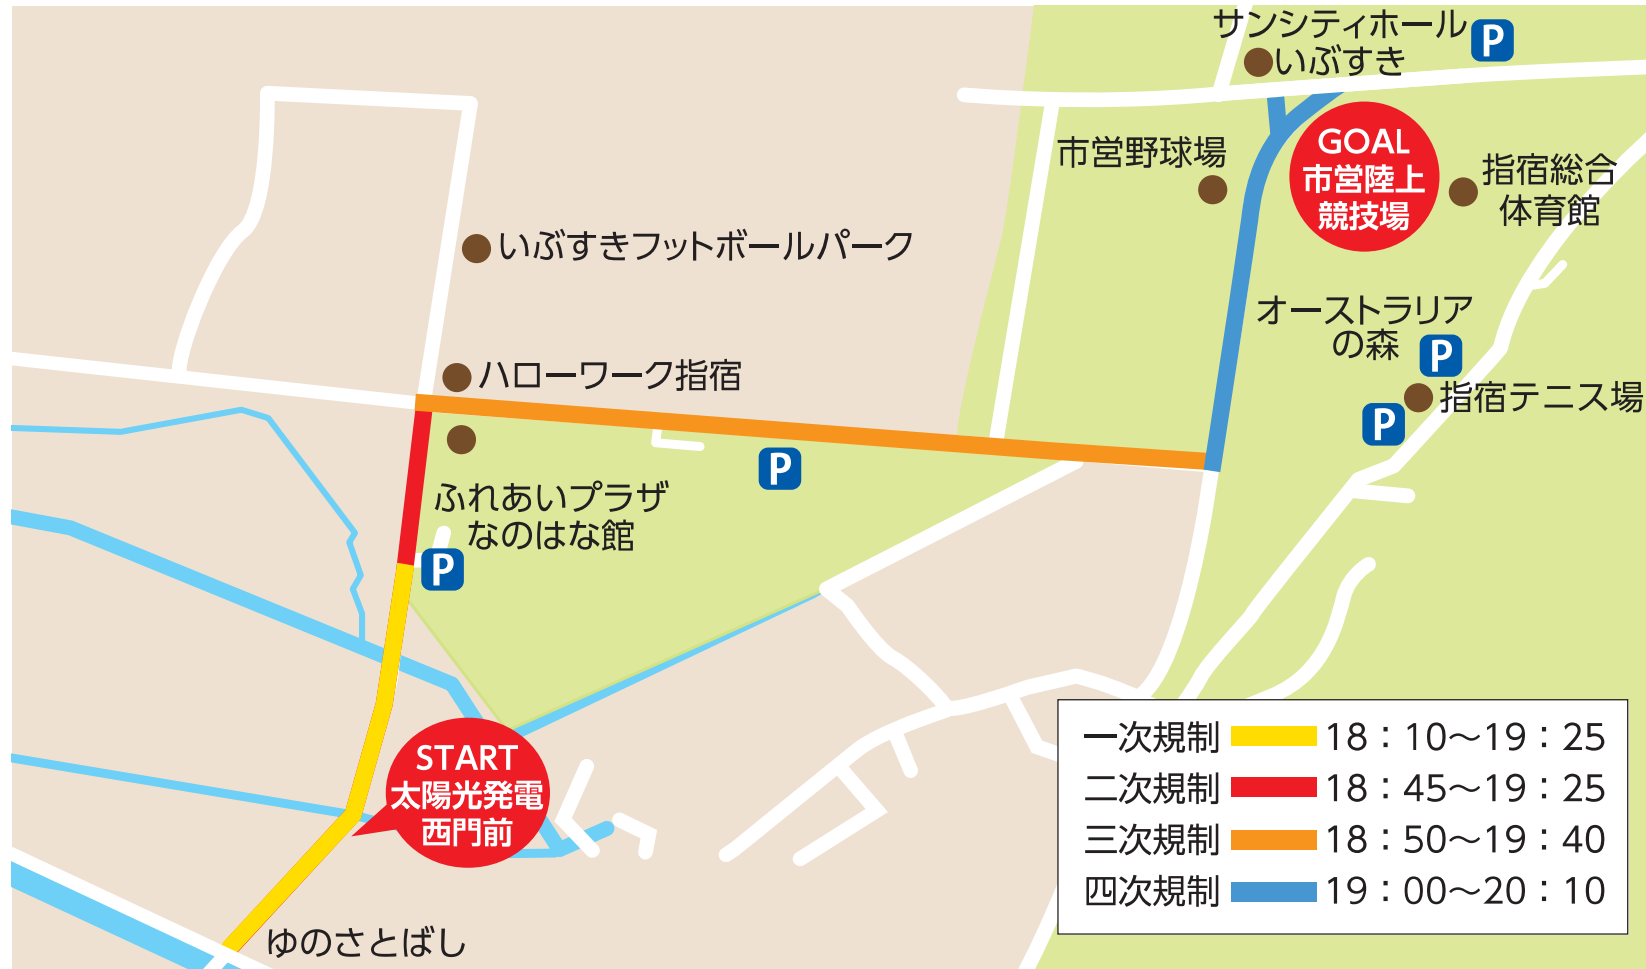 サンシティホール
いぶすき
P
GOAL
市営陸上
競技場
市営野球場
指宿総合
体育館
いぶすきフットボールパーク
オーストラリア
の森
P
ハローワーク指宿
指宿テニス場
P
P
ふれあいプラザ
なのはな館
P
START
太陽光発電
西門前
一次規制 18：10～19：25
二次規制 18：45～19：25
三次規制 18：50～19：40
四次規制 19：00～20：10
ゆのさとばし